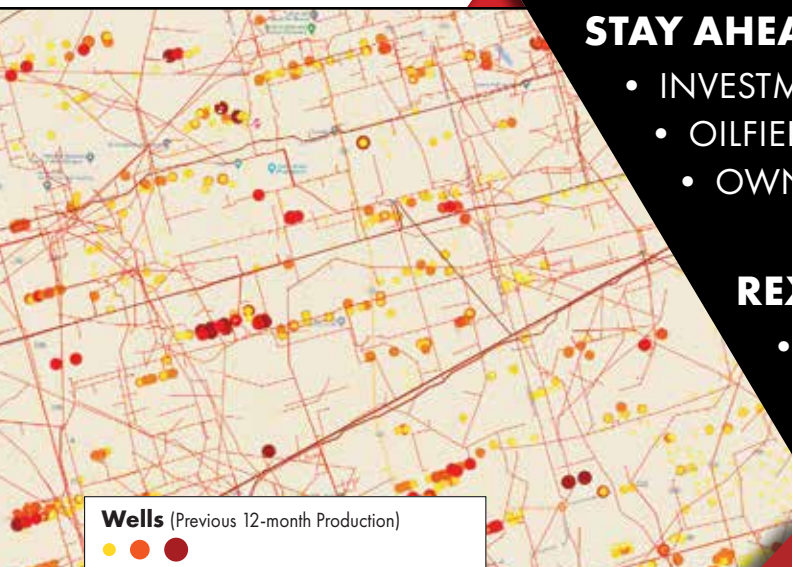 STAY AHEA
• INVESTM
• OILFIE
• OWN
REX
•
Wells (Previous 12-month Production)